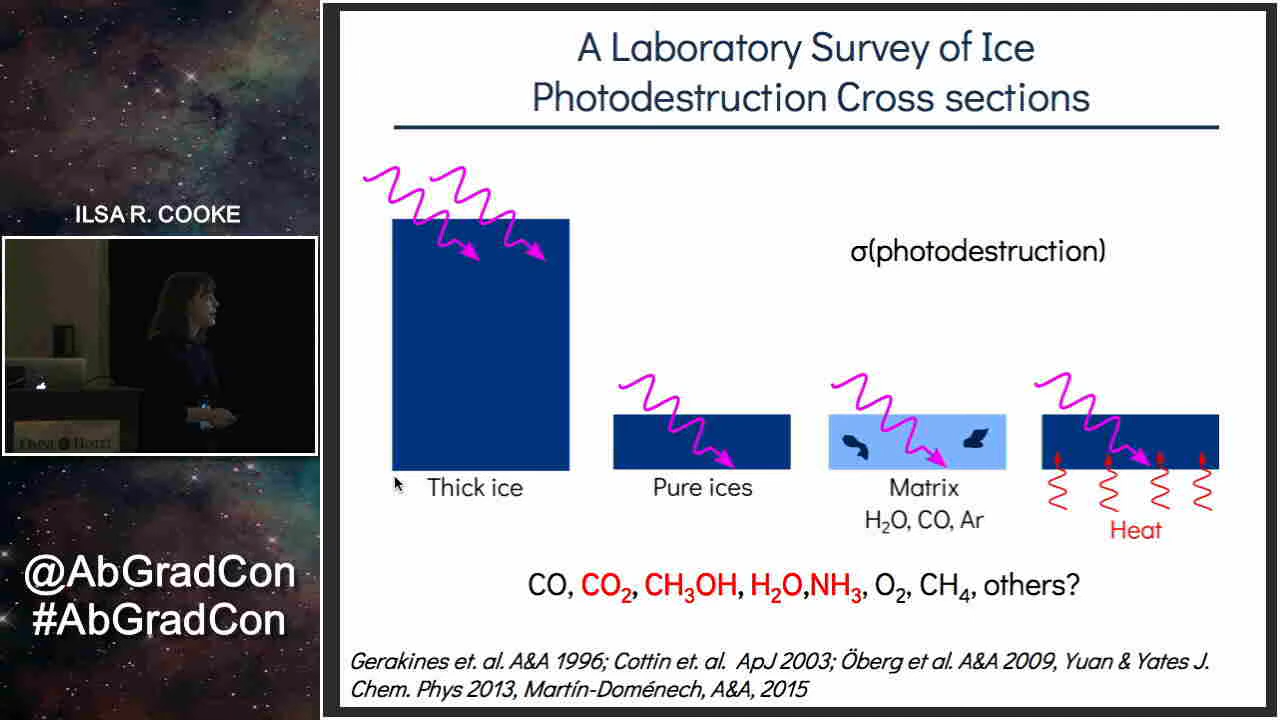 A Laboratory Survey of Ice
Photodestruction Cross sections
ILSA R. COOKE
σ(photodestruction)
Thick ice
Pure ices
Matrix
H₂O, CO, Ar
Heat
CO, CO₂, CH₃OH, H₂O,NH₃, O₂, CH₄, others?
@AbGradCon
#AbGradCon
Gerakines et. al. A&A 1996; Cottin et. al. ApJ 2003; Öberg et al. A&A 2009, Yuan & Yates J.
Chem. Phys 2013, Martín-Doménech, A&A, 2015